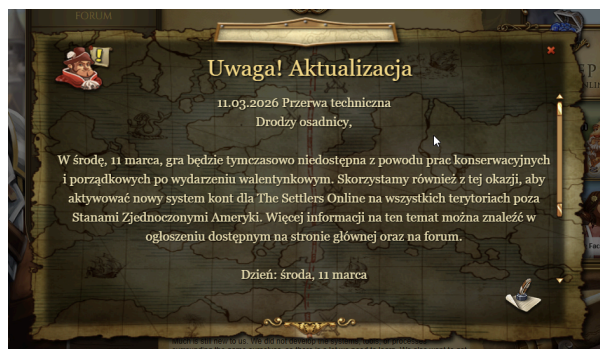 FORUM
Uwaga! Aktualizacja
11.03.2026 Przerwa techniczna
Drodzy osadnicy,
W środę, 11 marca, gra będzie tymczasowo niedostępna z powodu prac konserwacyjnych
i porządkowych po wydarzeniu walentynkowym. Skorzystamy również z tej okazji, aby
aktywować nowy system kont dla The Settlers Online na wszystkich terytoriach poza
Stanami Zjednoczonymi Ameryki. Więcej informacji na ten temat można znaleźć w
ogłoszeniu dostępnym na stronie głównej oraz na forum.
Dzień: środa, 11 marca